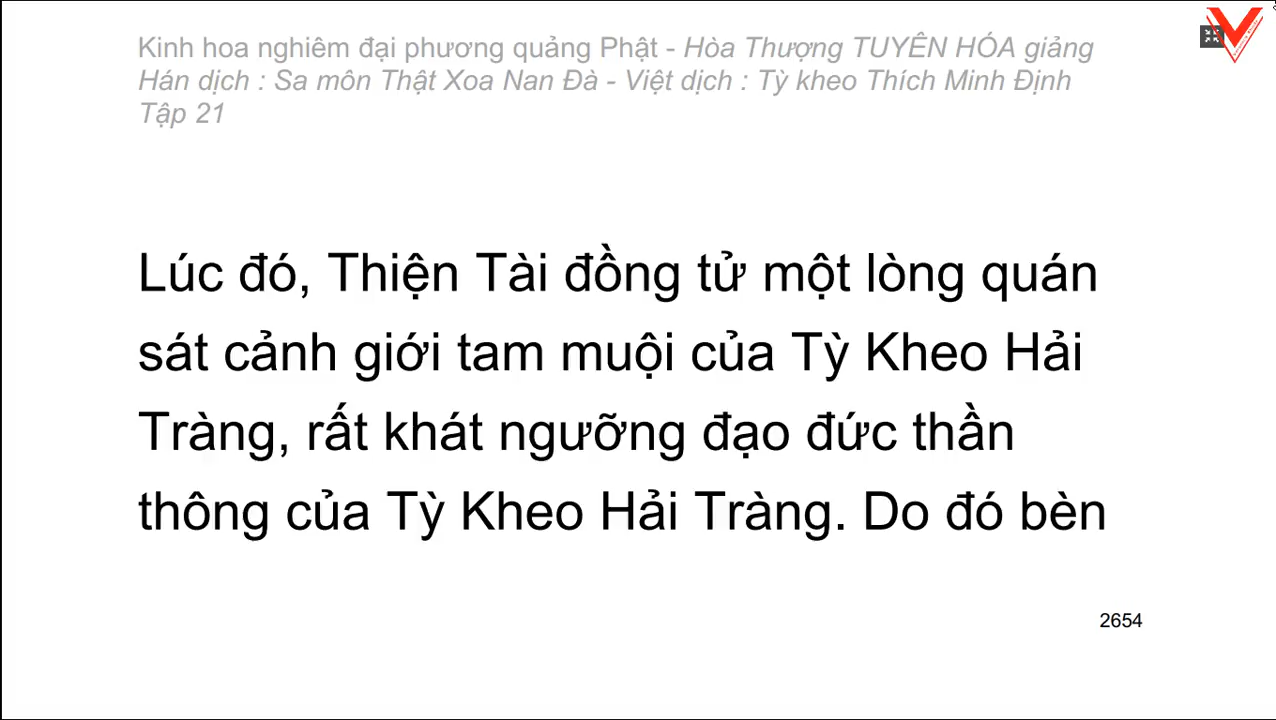 Kinh hoa nghiêm đại phương quảng Phật - Hòa Thượng TUYÊN HÓA giảng
Hán dịch : Sa môn Thật Xoa Nan Đà - Việt dịch : Tỳ kheo Thích Minh Định
Tập 21
Lúc đó, Thiện Tài đồng tử một lòng quán
sát cảnh giới tam muội của Tỳ Kheo Hải
Tràng, rất khát ngưỡng đạo đức thần
thông của Tỳ Kheo Hải Tràng. Do đó bèn
2654